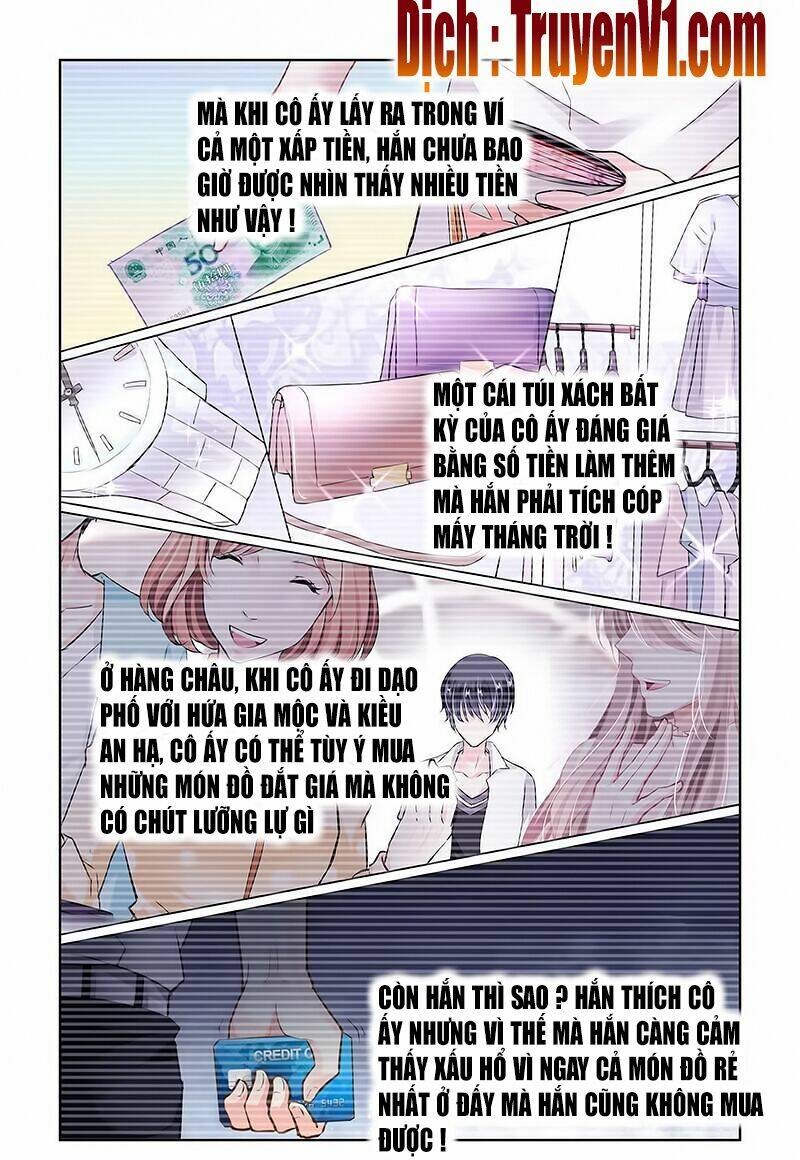 Dịch : TruyenV1.com
MÀ KHI CÔ ẤY LẤY RA TRONG VÍ
CẢ MỘT XẤP TIỀN, HẮN CHƯA BAO
GIỜ ĐƯỢC NHÌN THẤY NHIỀU TIỀN
NHƯ VẬY !
50
MỘT CÁI TÚI XÁCH BẤT
KỲ CỦA CÔ ẤY ĐÁNG GIÁ
BẰNG SỐ TIỀN LÀM THÊM
MÀ HẮN PHẢI TÍCH CÓP
MẤY THÁNG TRỜI !
Ở HÀNG CHÂU, KHI CÔ ẤY ĐI DẠO
PHỐ VỚI HỨA GIA MỘC VÀ KIỀU
AN HẠ, CÔ ẤY CÓ THỂ TÙY Ý MUA
NHỮNG MÓN ĐỒ ĐẮT GIÁ MÀ KHÔNG
CÓ CHÚT LƯỠNG LỰ GÌ
CÒN HẮN THÌ SAO ? HẮN THÍCH CÔ
ẤY NHƯNG VÌ THẾ MÀ HẮN CÀNG CẢM
THẤY XẤU HỔ VÌ NGAY CẢ MÓN ĐỒ RẺ
NHẤT Ở ĐẤY MÀ HẮN CŨNG KHÔNG MUA
ĐƯỢC !
CREDIT C